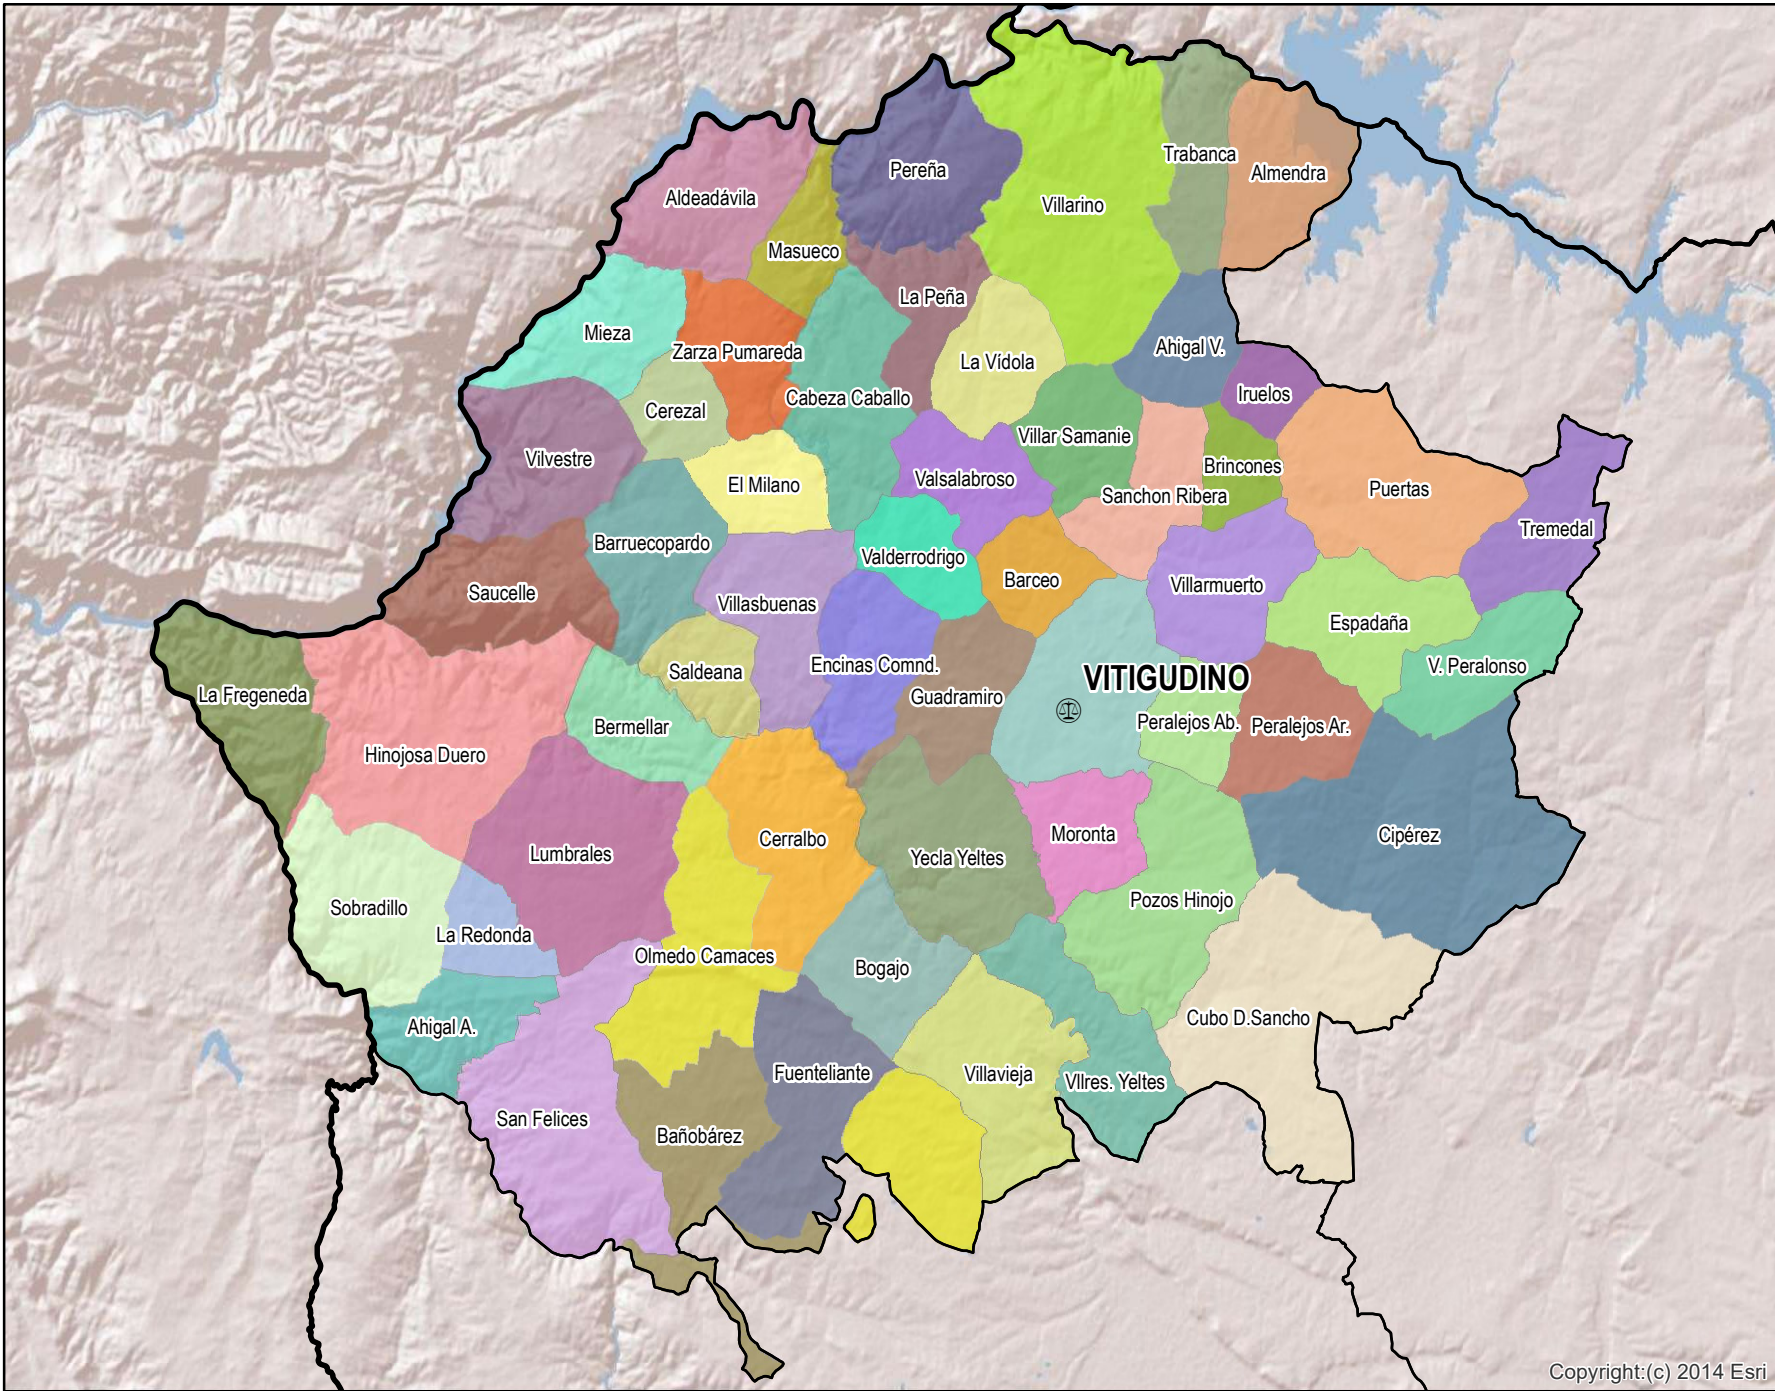 Trabanca
Pereña
Almendra
Aldeadávila
Villarino
Masueco
La Peña
Mieza
Ahigal V.
Zarza Pumareda
La Vídola
Iruelos
Cabeza Caballo
Cerezal
Villar Samanie
Vilvestre
Brincones
Valsalabroso
El Milano
Puertas
Sanchon Ribera
Tremedal
Barruecopardo
Valderrodrigo
Barceo
Villarmuerto
Saucelle
Villasbuenas
Espadaña
Encinas Comnd.
V. Peralonso
Saldeana
VITIGUDINO
La Fregeneda
Guadramiro
Peralejos Ab.
Peralejos Ar.
Bermellar
Hinojosa Duero
Moronta
Cipérez
Cerralbo
Lumbrales
Yecla Yeltes
Pozos Hinojo
Sobradillo
La Redonda
Olmedo Camaces
Bogajo
Cubo D.Sancho
Ahigal A.
Fuenteliante
Villavieja
Vllres. Yeltes
San Felices
Bañobárez
Copyright:(c) 2014 Esri